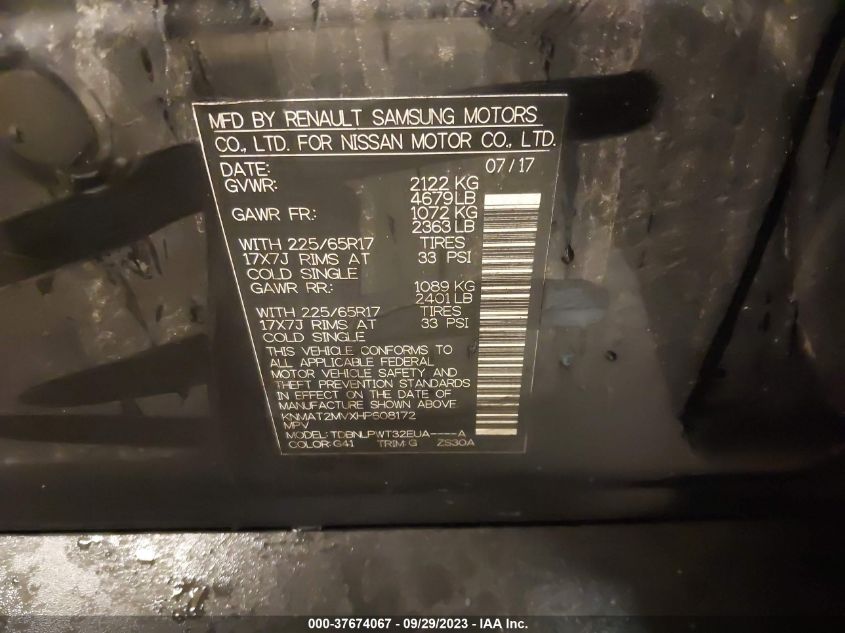 MFD BY RENAULT SAMSUNG MOTORS
CO., LTD. FOR NISSAN MOTOR CO., LTD.
DATE: 07/17
GVWR: 2122 KG
4679 LB
GAWR FR.: 1072 KG
2363 LB
WITH 225/65R17 TIRES
17X7J RIMS AT 33 PSI
COLD SINGLE
GAWR RR.: 1089 KG
2401 LB
WITH 225/65R17 TIRES
17X7J RIMS AT 33 PSI
COLD SINGLE
THIS VEHICLE CONFORMS TO
ALL APPLICABLE FEDERAL
MOTOR VEHICLE SAFETY AND
THEFT PREVENTION STANDARDS
IN EFFECT ON THE DATE OF
MANUFACTURE SHOWN ABOVE
KNMAT2MVXHP508172
MPV
MODEL: TDBNLPWT32EUA----A
COLOR: G41 TRIM G ZS30A
000-37674067 - 09/29/2023 - IAA Inc.